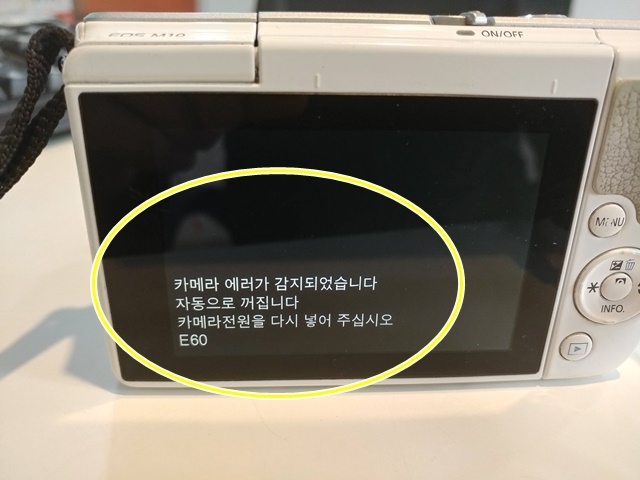 EOS M10
ON/OFF
카메라 에러가 감지되었습니다
자동으로 꺼집니다
카메라전원을 다시 넣어 주십시오
E60
MENU
INFO.